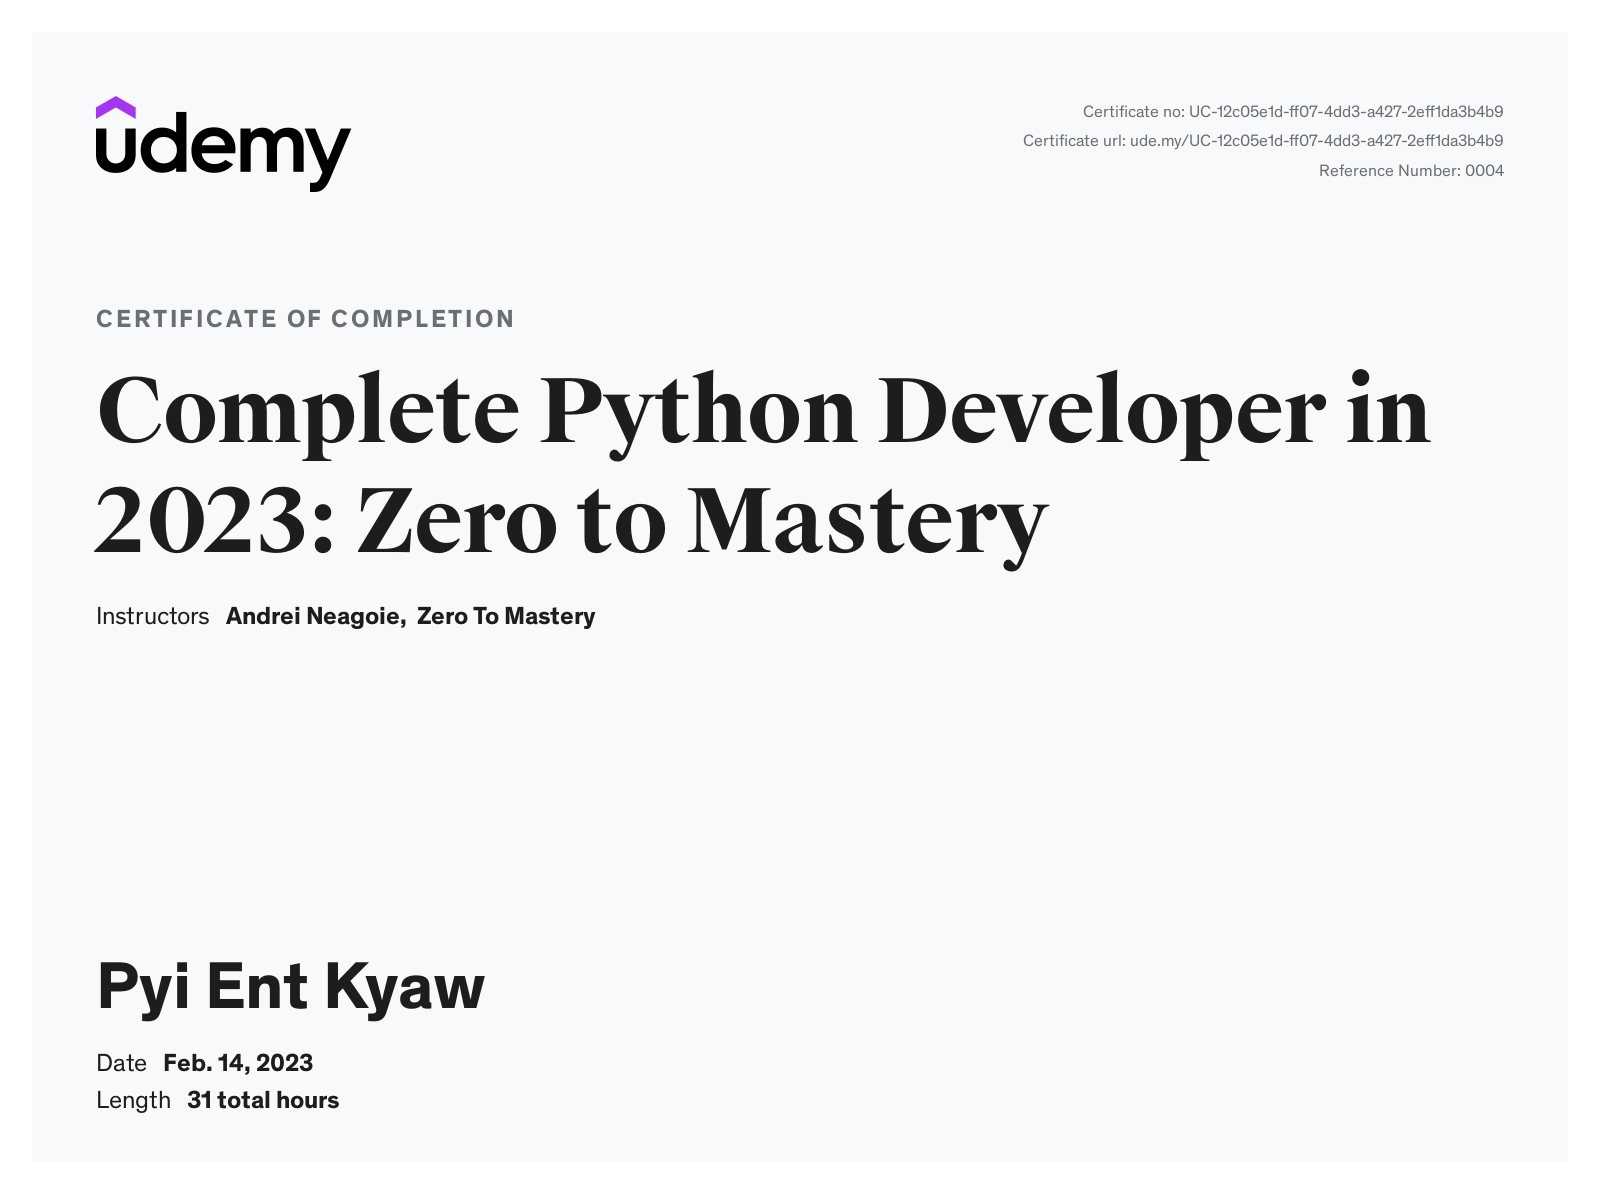 udemy
Certificate no: UC-12c05e1d-ff07-4dd3-a427-2eff1da3b4b9
Certificate url: ude.my/UC-12c05e1d-ff07-4dd3-a427-2eff1da3b4b9
Reference Number: 0004
CERTIFICATE OF COMPLETION
Complete Python Developer in
2023: Zero to Mastery
Instructors Andrei Neagoie, Zero To Mastery
Pyi Ent Kyaw
Date Feb. 14, 2023
Length 31 total hours